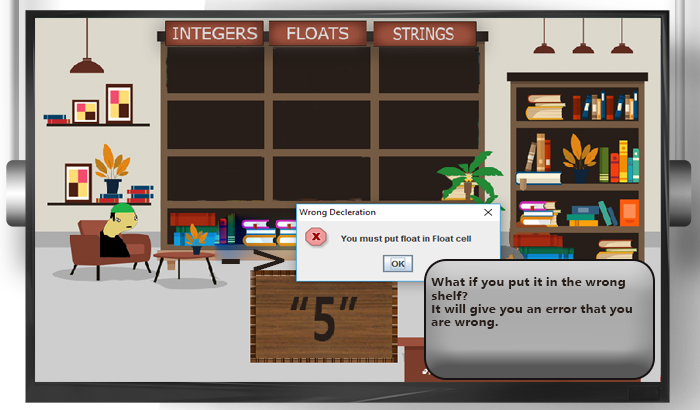 INTEGERS FLOATS STRINGS
Wrong Decleration
X
You must put float in Float cell
OK
“5”
What if you put it in the wrong
shelf?
It will give you an error that you
are wrong.